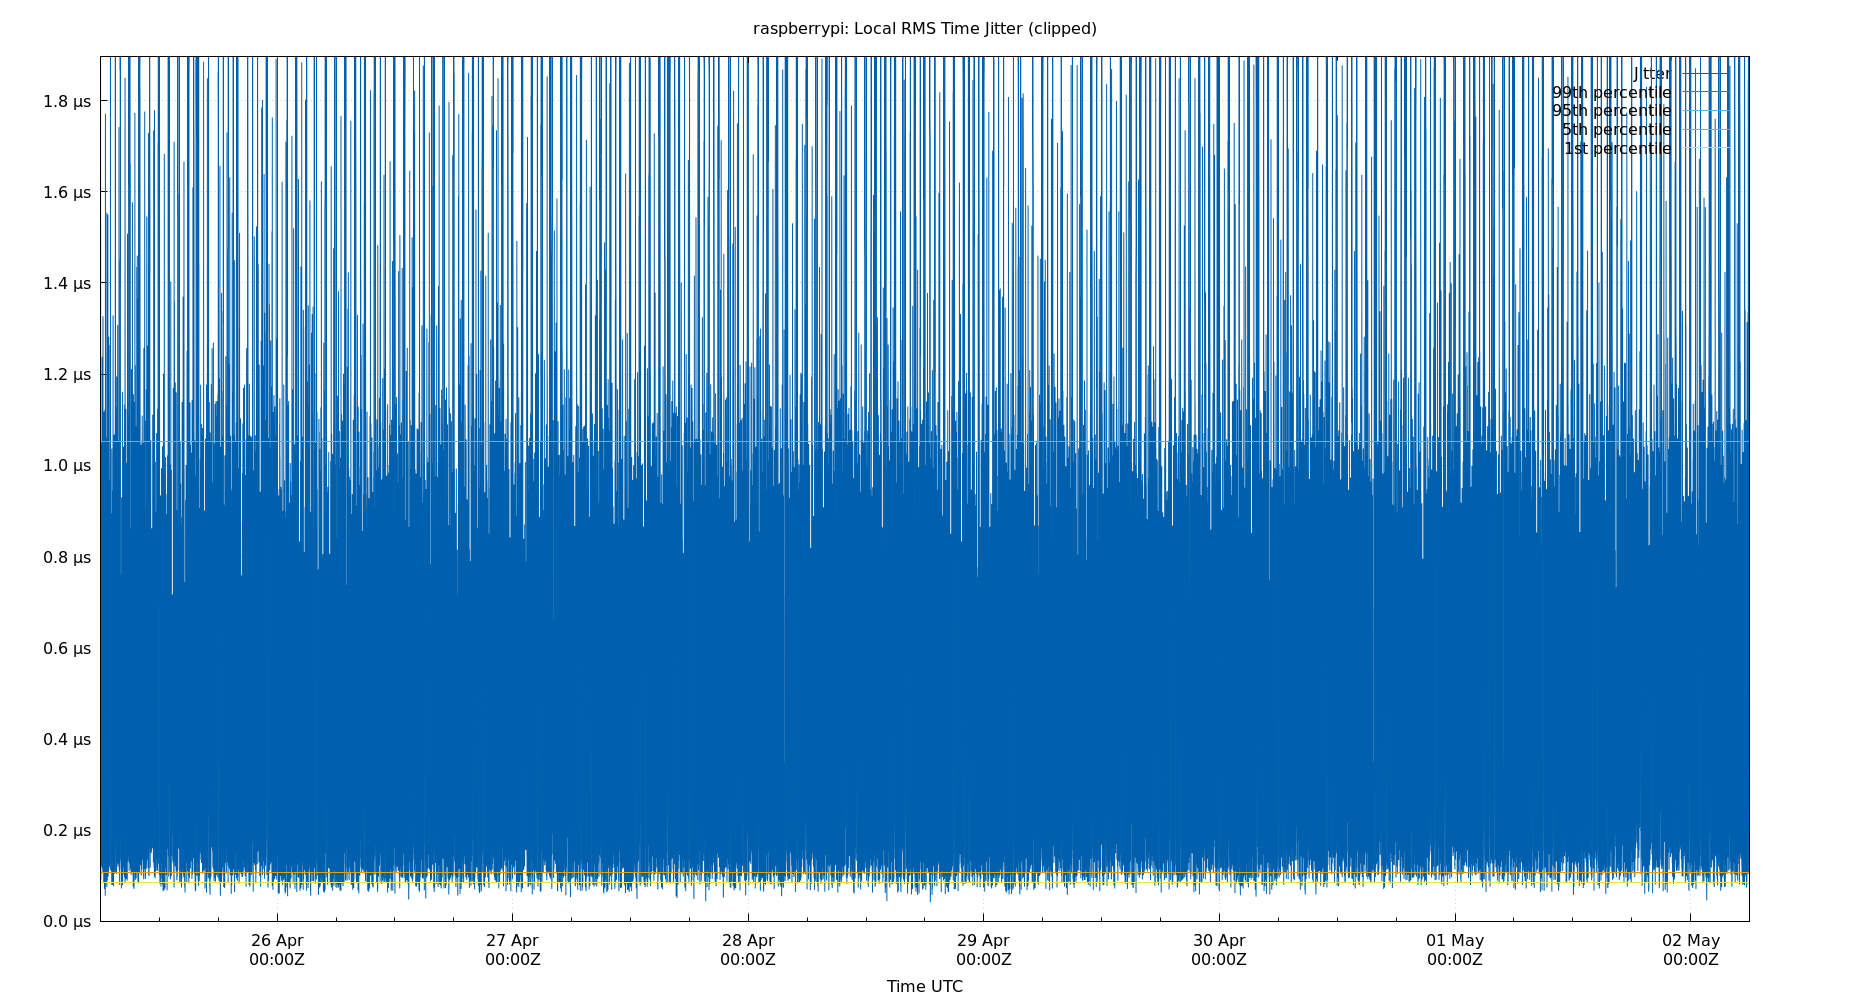 raspberrypi: Local RMS Time Jitter (clipped)
Jitter
99th percentile
95th percentile
5th percentile
1st percentile
1.8 μs
1.6 μs
1.4 μs
1.2 μs
1.0 μs
0.8 μs
0.6 μs
0.4 μs
0.2 μs
0.0 μs
26 Apr 27 Apr 28 Apr 29 Apr 30 Apr 01 May 02 May
00:00Z 00:00Z 00:00Z 00:00Z 00:00Z 00:00Z 00:00Z
Time UTC